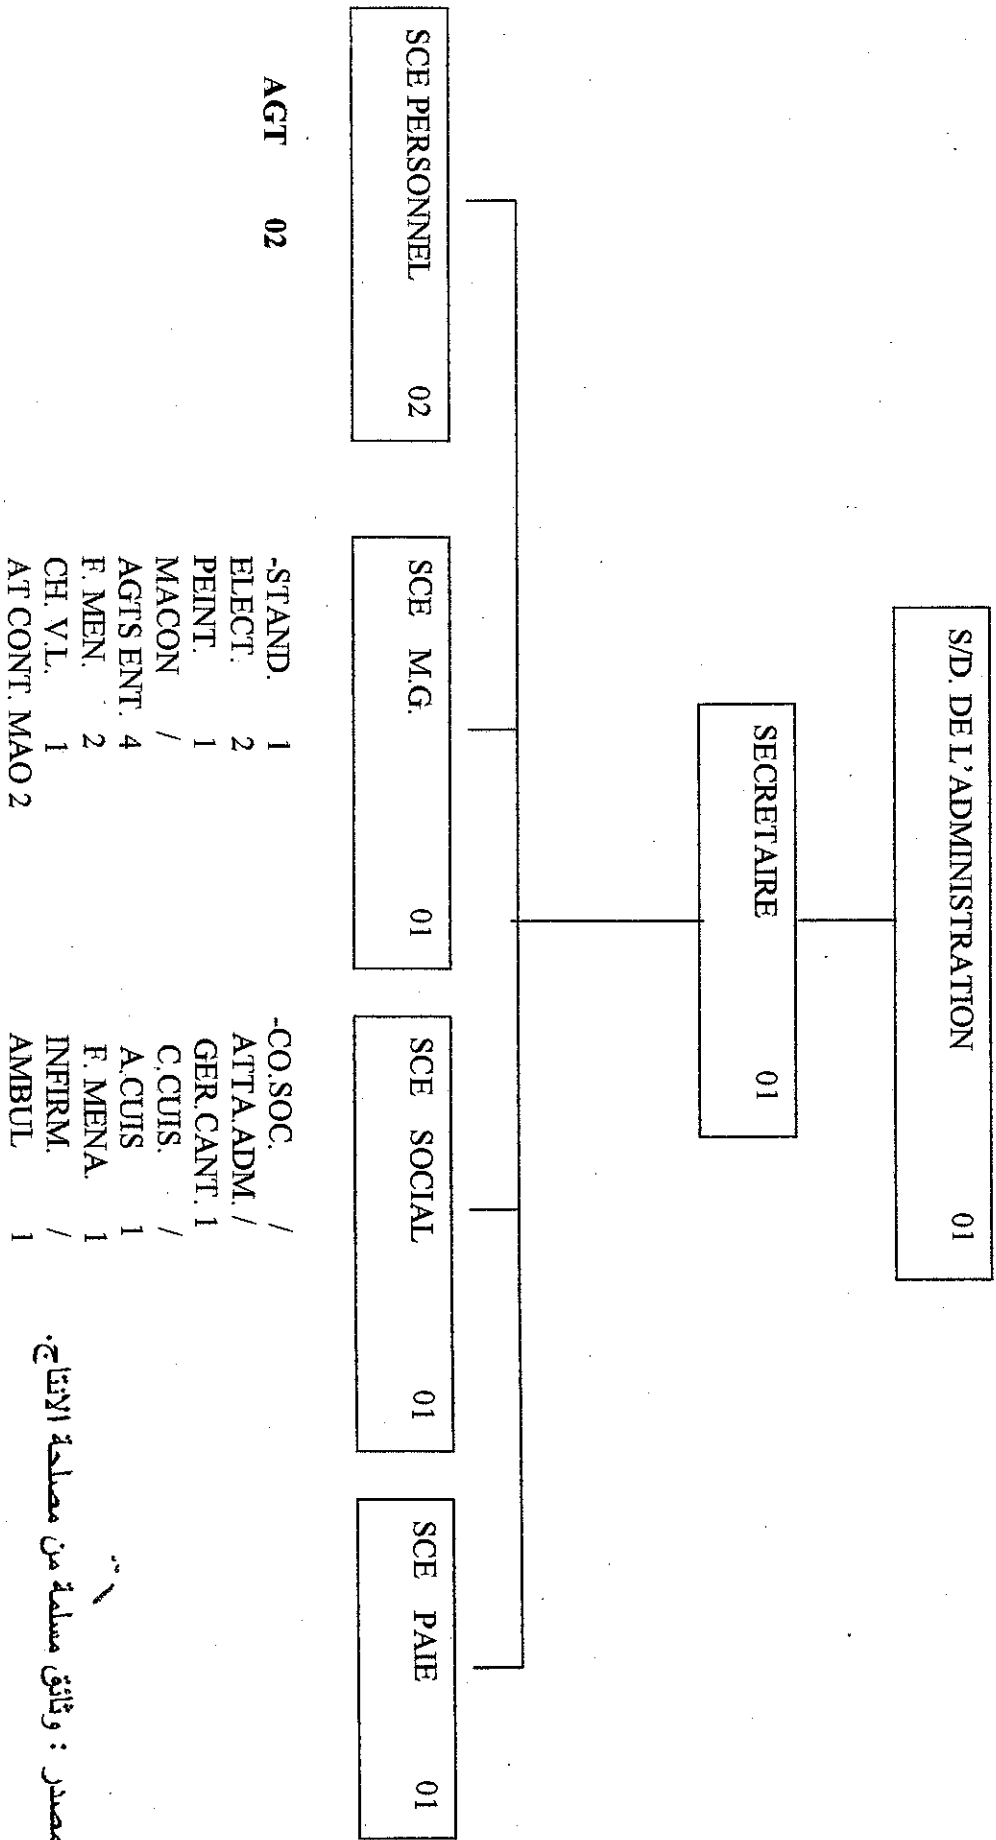 S/D. DE L'ADMINISTRATION 01
SECRETAIRE 01
SCE PERSONNEL 02
AGT 02
SCE M.G. 01
-STAND. 1
ELECT. 2
PEINT. 1
MACON /
AGTS ENT. 4
F. MEN. 2
CH. V.L. 1
AT CONT. MAO 2
SCE SOCIAL 01
-CO.SOC. /
ATTA.ADM. /
GER.CANT. 1
C.CUIS. /
A.CUIS 1
F. MENA. 1
INFIRM. /
AMBUL 1
SCE PAIE 01
: وثائق مسلمة من مصلحة الانتاج.